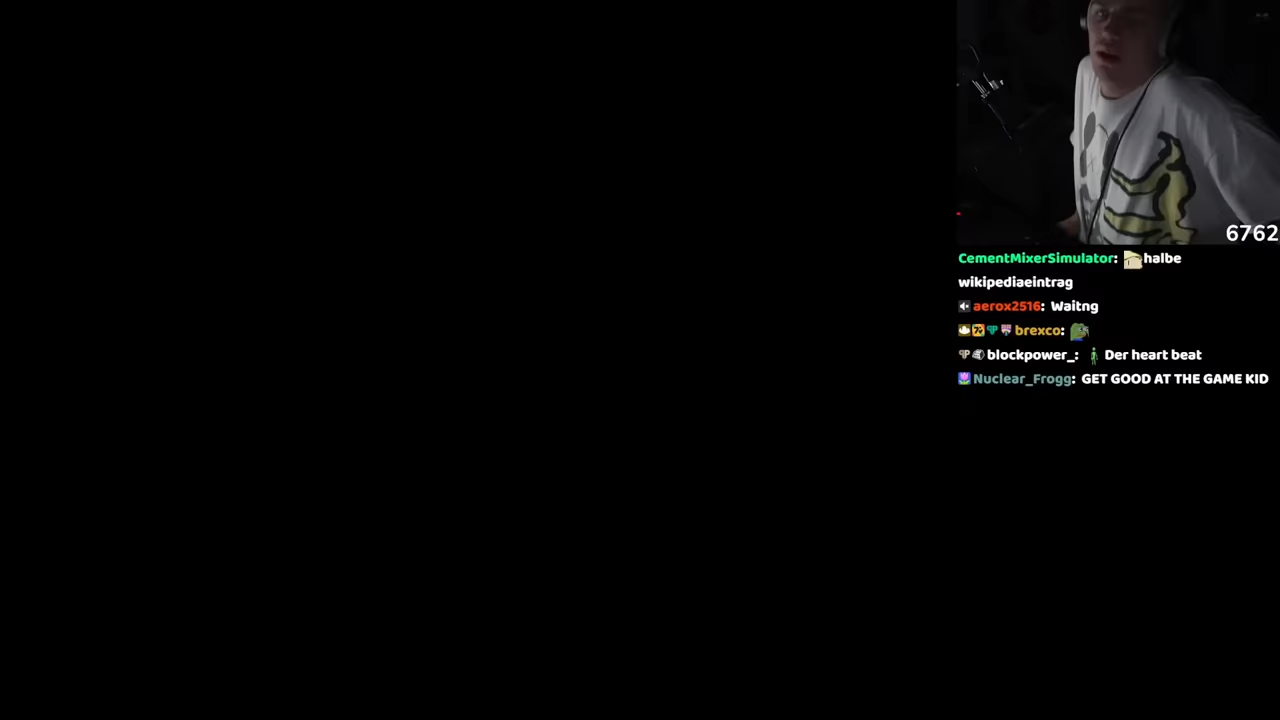 6762
CementMixerSimulator: halbe
wikipediaeintrag
aerox2516: Waitng
brexco:
blockpower_: Der heart beat
Nuclear_Frogg: GET GOOD AT THE GAME KID